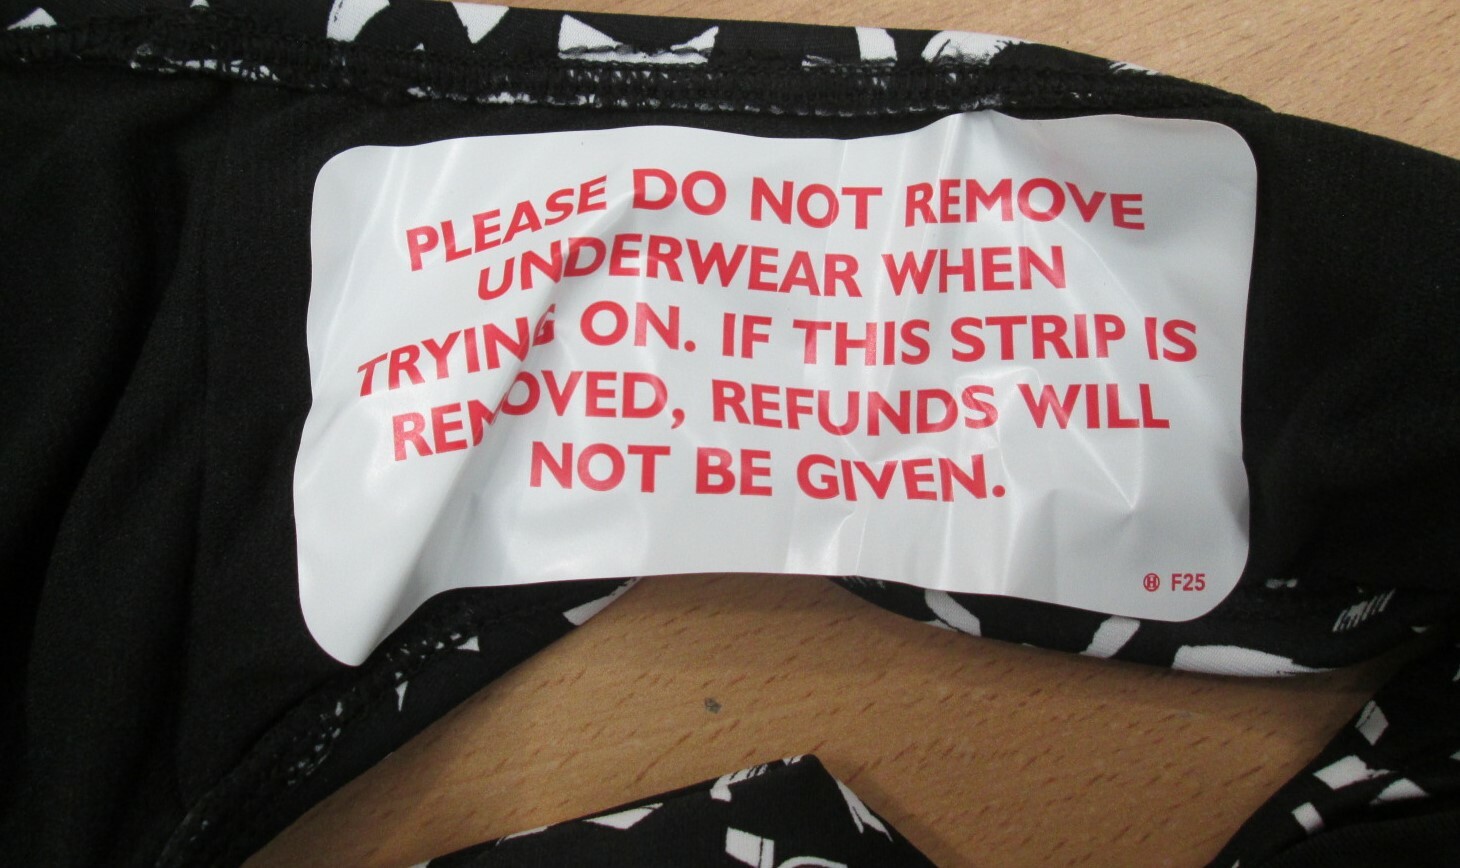 PLEASE DO NOT REMOVE
UNDERWEAR WHEN
TRYING ON. IF THIS STRIP IS
REMOVED, REFUNDS WILL
NOT BE GIVEN.
Ⓗ F25